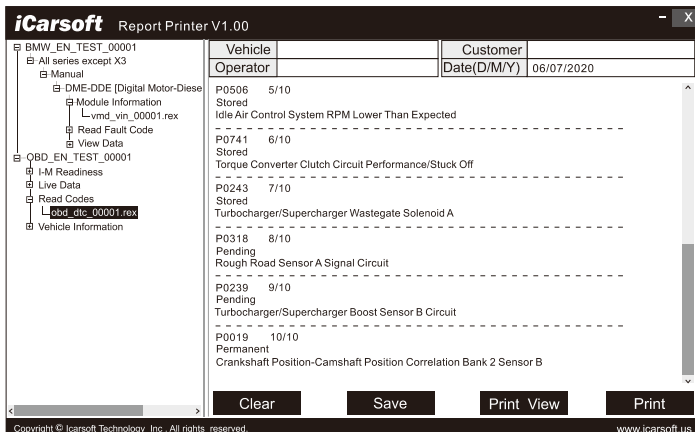 iCarsoft Report Printer V1.00
BMW_EN_TEST_00001
All series except X3
Manual
DME-DDE [Digital Motor-Diese
Module Information
vmd_vin_00001.rex
Read Fault Code
View Data
OBD_EN_TEST_00001
I-M Readiness
Live Data
Read Codes
obd_dtc_00001.rex
Vehicle Information
Vehicle Customer
Operator Date(D/M/Y) 06/07/2020
P0506 5/10
Stored
Idle Air Control System RPM Lower Than Expected
P0741 6/10
Stored
Torque Converter Clutch Circuit Performance/Stuck Off
P0243 7/10
Stored
Turbocharger/Supercharger Wastegate Solenoid A
P0318 8/10
Pending
Rough Road Sensor A Signal Circuit
P0239 9/10
Pending
Turbocharger/Supercharger Boost Sensor B Circuit
P0019 10/10
Permanent
Crankshaft Position-Camshaft Position Correlation Bank 2 Sensor B
Clear Save Print View Print
Copyright © Icarsoft Technology Inc . All rights reserved. www.icarsoft.us